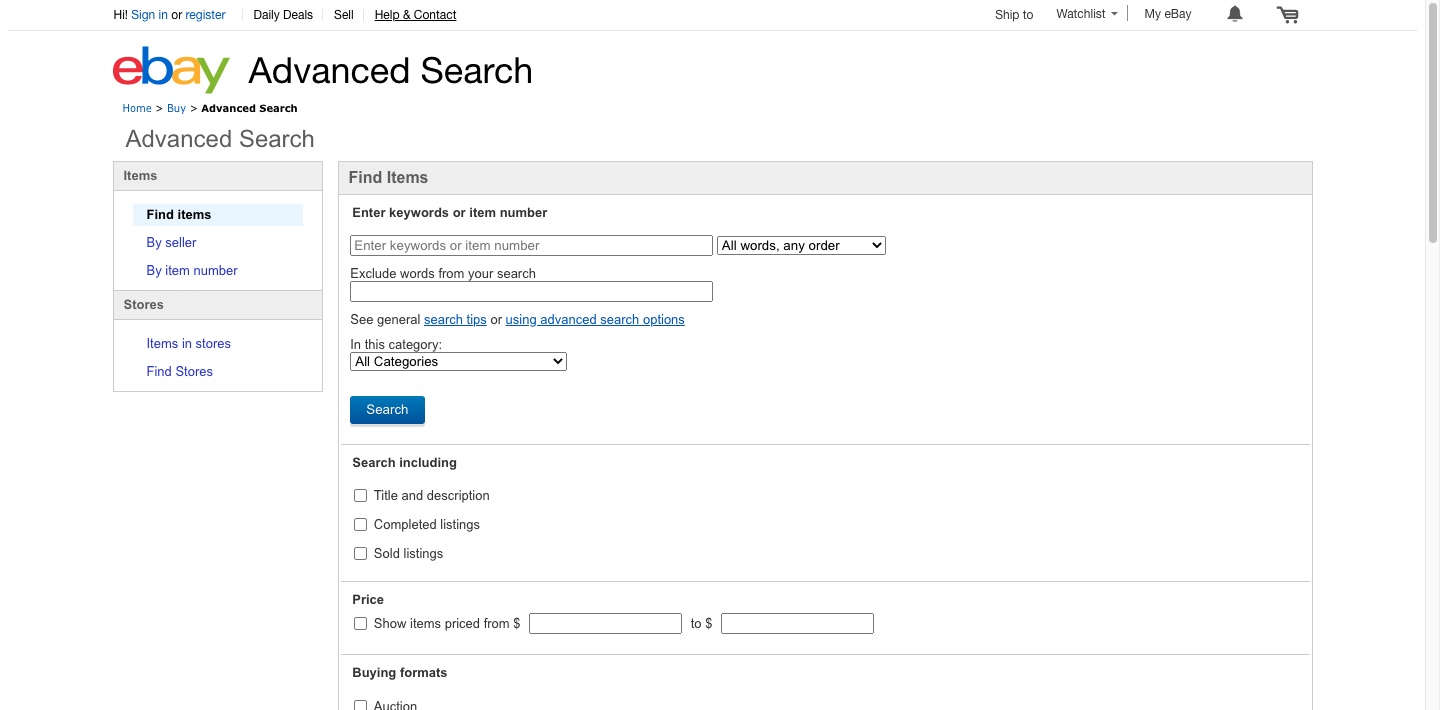 Hi! Sign in or register Daily Deals Sell Help & Contact Ship to Watchlist My eBay
ebay Advanced Search
Home > Buy > Advanced Search
Advanced Search
Items
Find items
By seller
By item number
Stores
Items in stores
Find Stores
Find Items
Enter keywords or item number
Enter keywords or item number All words, any order
Exclude words from your search
See general search tips or using advanced search options
In this category:
All Categories
Search
Search including
Title and description
Completed listings
Sold listings
Price
Show items priced from $ to $
Buying formats
Auction